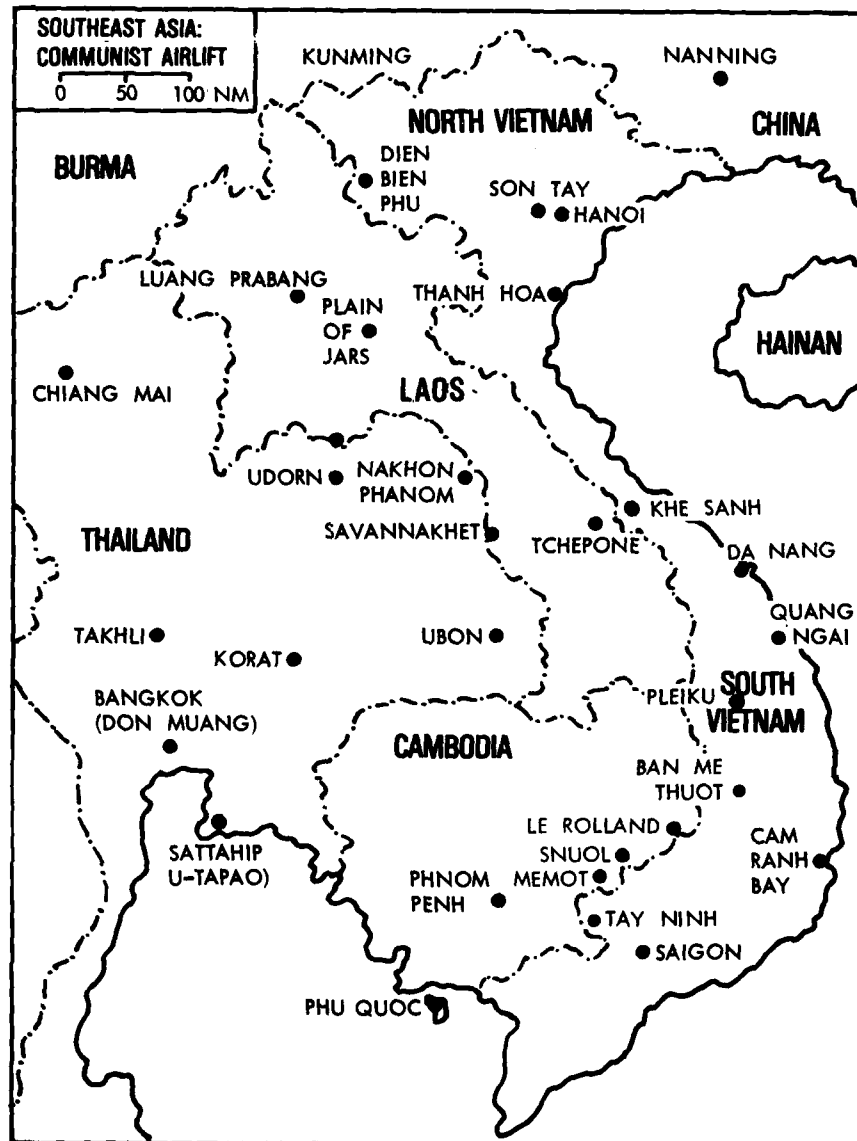 SOUTHEAST ASIA:
COMMUNIST AIRLIFT
0 50 100 NM
KUNMING
NANNING
NORTH VIETNAM
CHINA
BURMA
DIEN
BIEN
PHU
SON TAY
HANOI
LUANG PRABANG
THANH HOA
PLAIN
OF
JARS
HAINAN
CHIANG MAI
LAOS
UDORN
NAKHON
PHANOM
KHE SANH
THAILAND
SAVANNAKHET
TCHEPONE
DA NANG
QUANG
NGAI
TAKHLI
KORAT
UBON
BANGKOK
(DON MUANG)
PLEIKU
SOUTH
VIETNAM
CAMBODIA
BAN ME
THUOT
LE ROLLAND
SATTAHIP
U-TAPAO)
SNUOL
CAM
RANH
BAY
PHNOM
PENH
MEMOT
TAY NINH
SAIGON
PHU QUOC